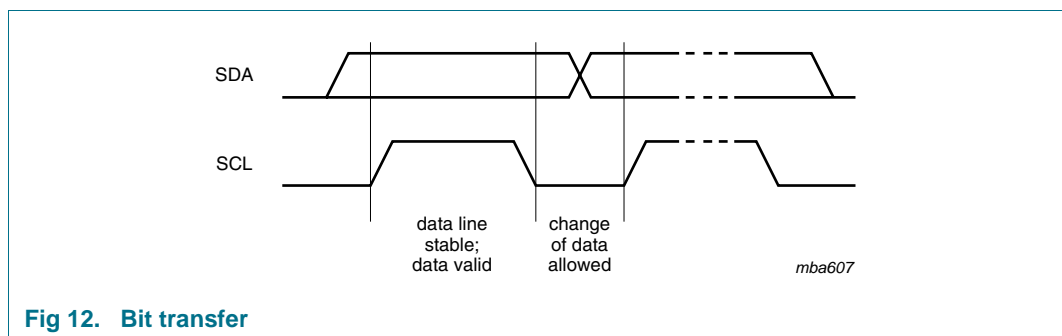 SDA
SCL
data line
stable;
data valid
change
of data
allowed
mba607
Fig 12. Bit transfer